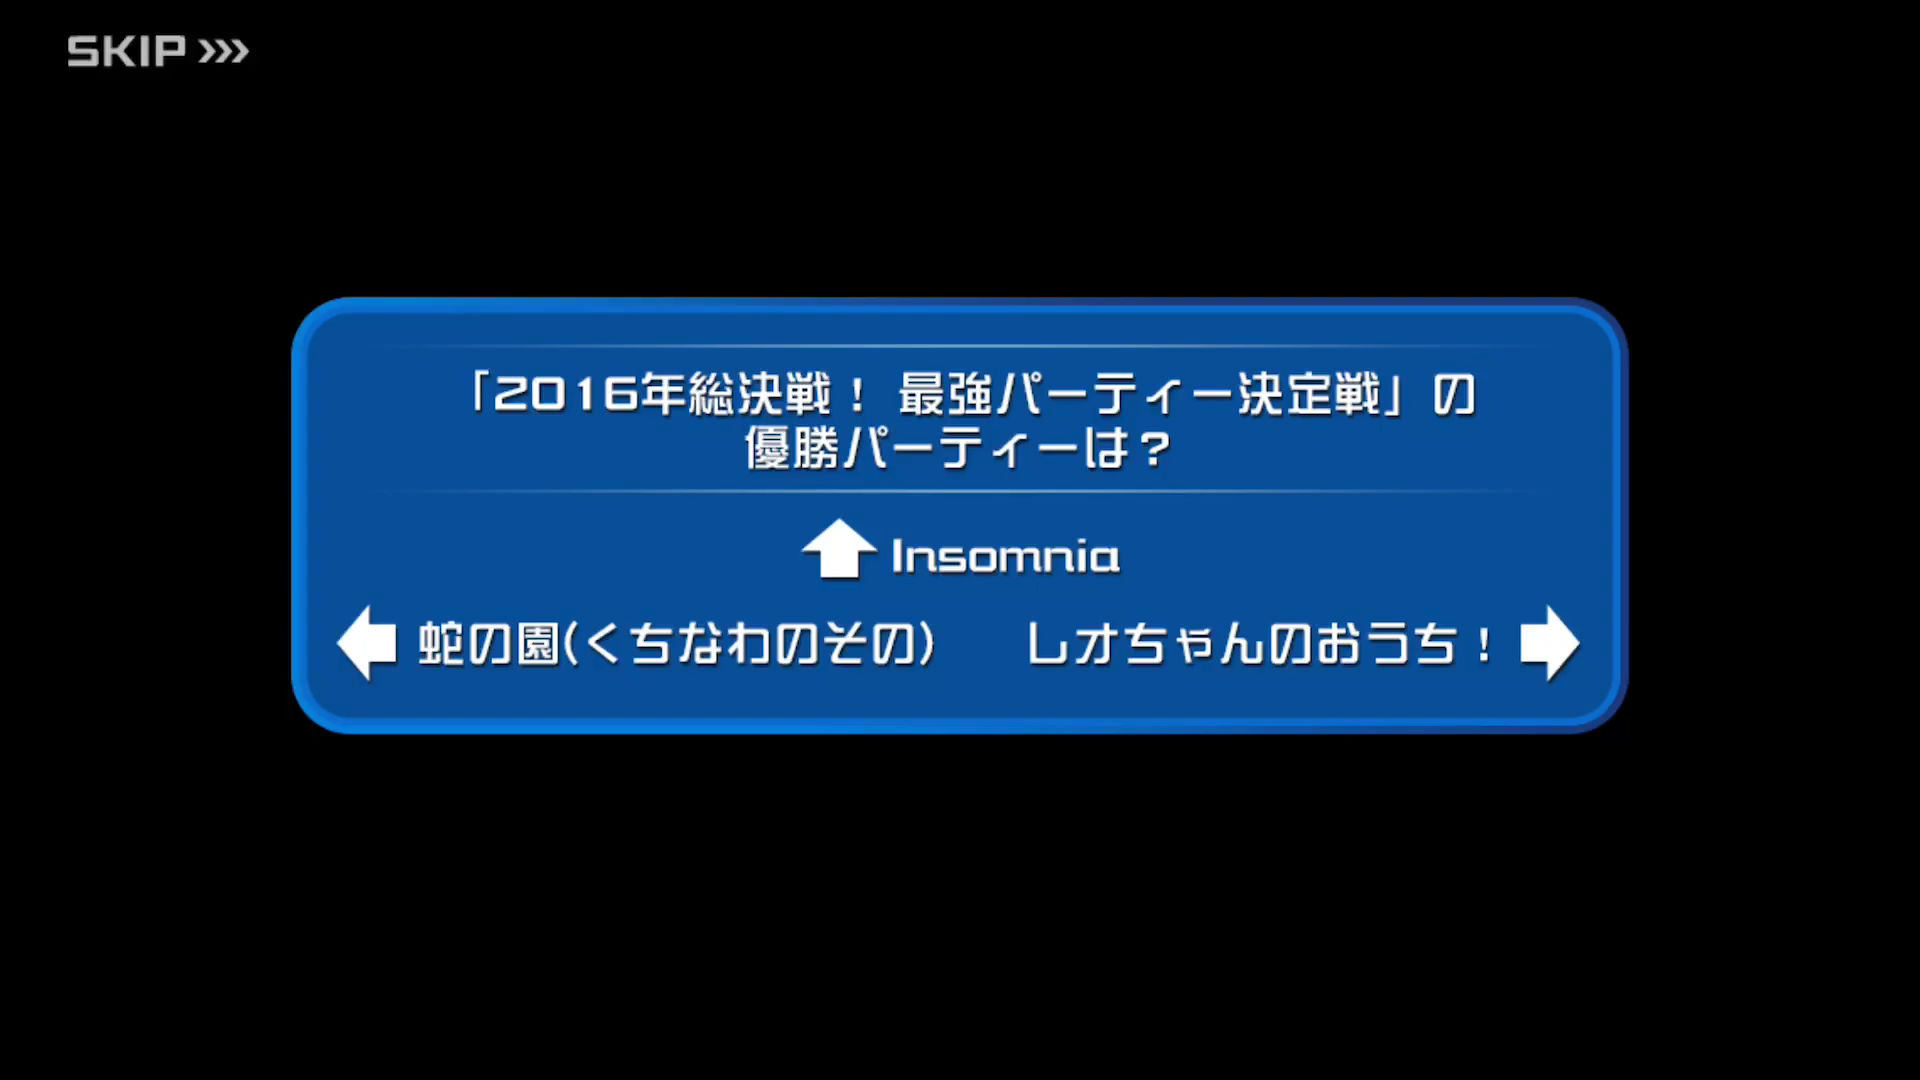 SKIP
「2016年総決戦！ 最強パーティー決定戦」の
優勝パーティーは？
Insomnia
蛇の園(くちなわのその)
レオちゃんのおうち！